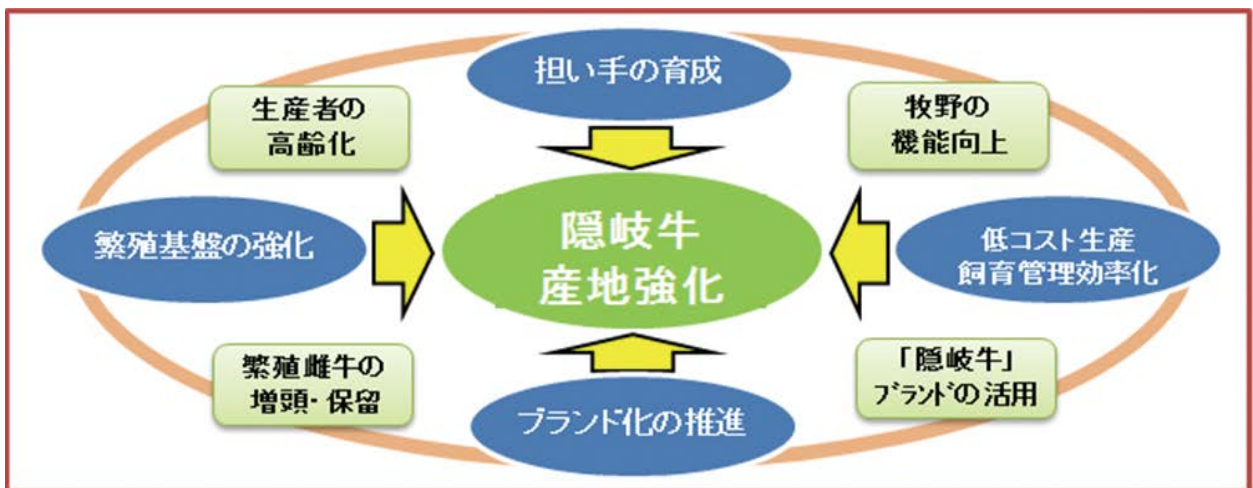 担い手の育成
生産者の
高齢化
牧野の
機能向上
繁殖基盤の強化
隠岐牛
産地強化
低コスト生産
飼育管理効率化
繁殖雌牛の
増頭・保留
「隠岐牛」
ブランドの活用
ブランド化の推進